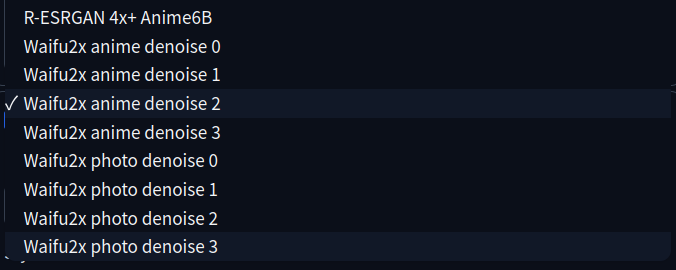 R-ESRGAN 4x+ Anime6B
Waifu2x anime denoise 0
Waifu2x anime denoise 1
✓ Waifu2x anime denoise 2
Waifu2x anime denoise 3
Waifu2x photo denoise 0
Waifu2x photo denoise 1
Waifu2x photo denoise 2
Waifu2x photo denoise 3